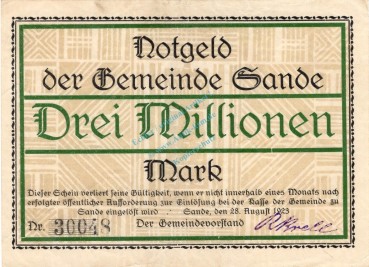 Notgeld
der Gemeinde Sande
Drei Millionen
Mark
Dieser Schein verliert seine Gültigkeit, wenn er nicht innerhalb eines Monats nach
erfolgter öffentlicher Aufforderung zur Einlösung bei der Kasse der Gemeinde zu
Sande eingelöst wird .·. Sande, den 28. August 1923
Nr. 30048 Der Gemeindevorstand